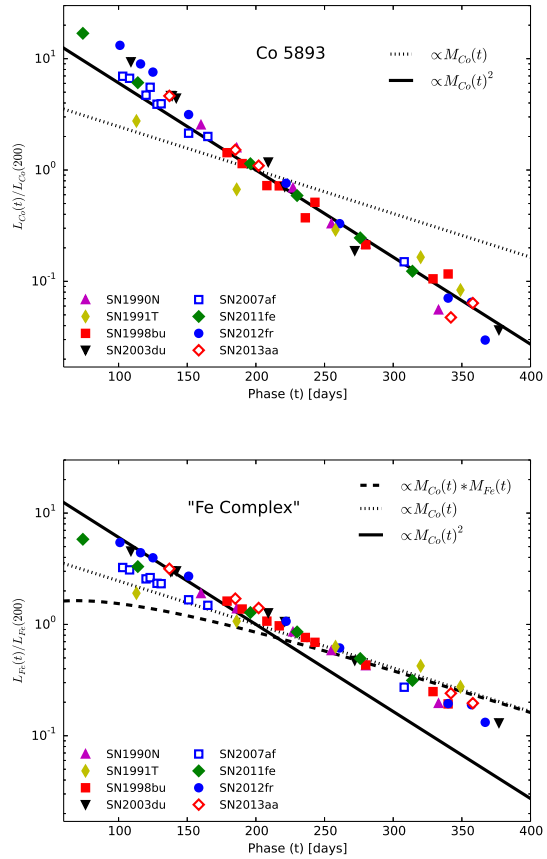 Co 5893
∝M_Co(t)
∝M_Co(t)^2
L_Co(t)/L_Co(200)
10^1
10^0
10^-1
SN1990N SN2007af
SN1991T SN2011fe
SN1998bu SN2012fr
SN2003du SN2013aa
100 150 200 250 300 350 400
Phase (t) [days]
"Fe Complex"
∝M_Co(t)*M_Fe(t)
∝M_Co(t)
∝M_Co(t)^2
L_Fe(t)/L_Fe(200)
10^1
10^0
10^-1
SN1990N SN2007af
SN1991T SN2011fe
SN1998bu SN2012fr
SN2003du SN2013aa
100 150 200 250 300 350 400
Phase (t) [days]